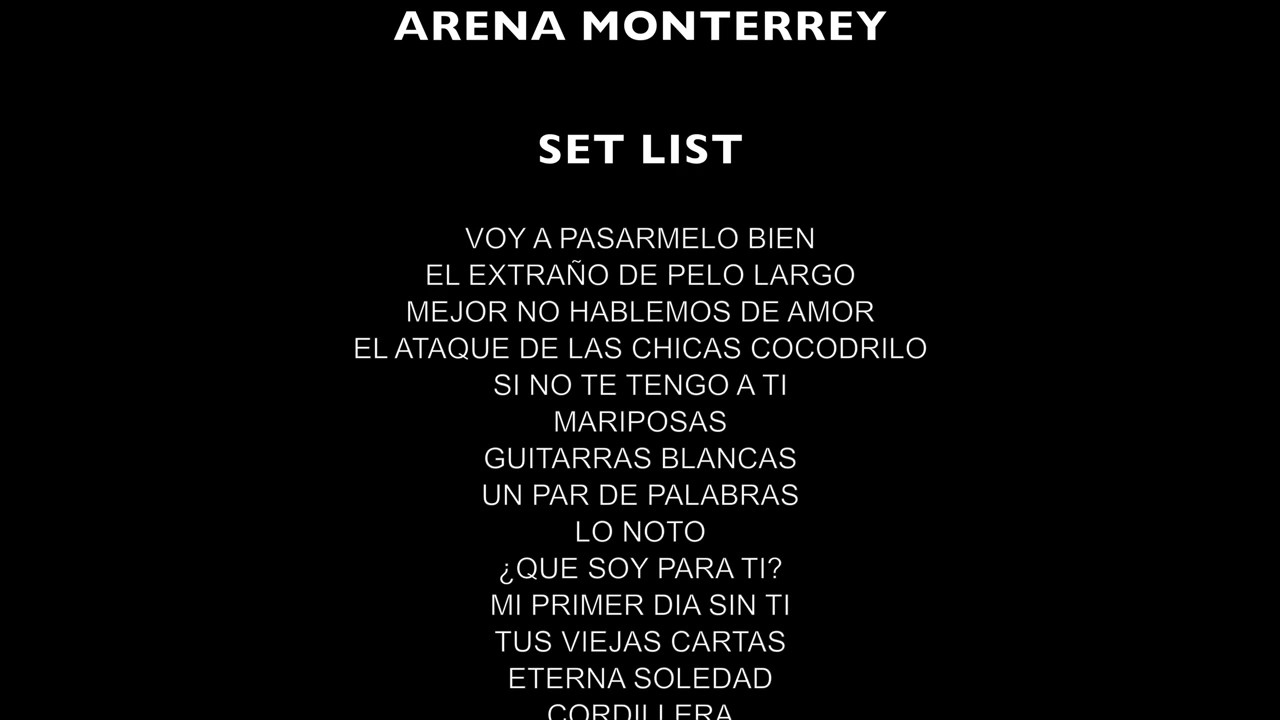 ARENA MONTERREY
SET LIST
VOY A PASARMELO BIEN
EL EXTRAÑO DE PELO LARGO
MEJOR NO HABLEMOS DE AMOR
EL ATAQUE DE LAS CHICAS COCODRILO
SI NO TE TENGO A TI
MARIPOSAS
GUITARRAS BLANCAS
UN PAR DE PALABRAS
LO NOTO
¿QUE SOY PARA TI?
MI PRIMER DIA SIN TI
TUS VIEJAS CARTAS
ETERNA SOLEDAD
CORDILLERA